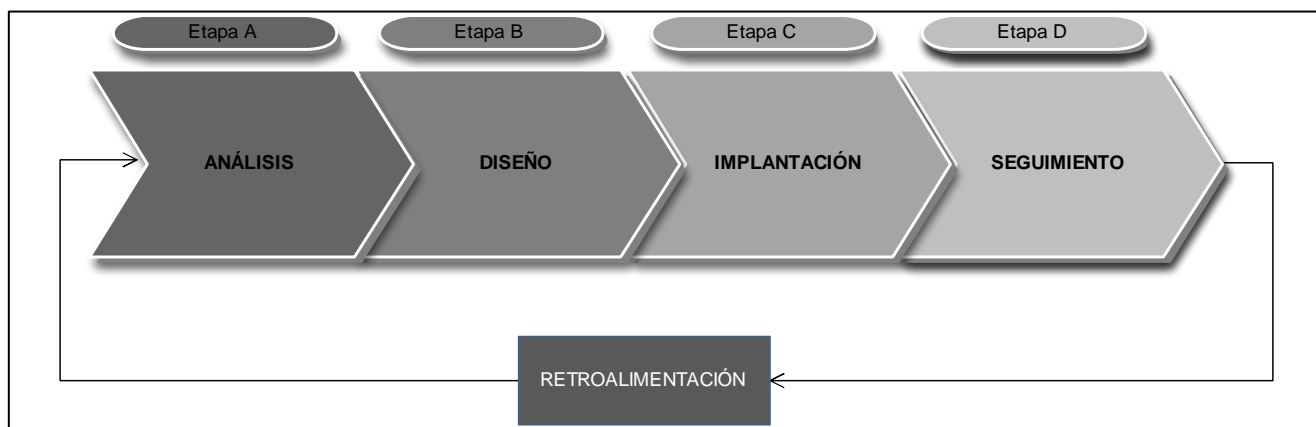 Etapa A
Etapa B
Etapa C
Etapa D
ANÁLISIS
DISEÑO
IMPLANTACIÓN
SEGUIMIENTO
RETROALIMENTACIÓN